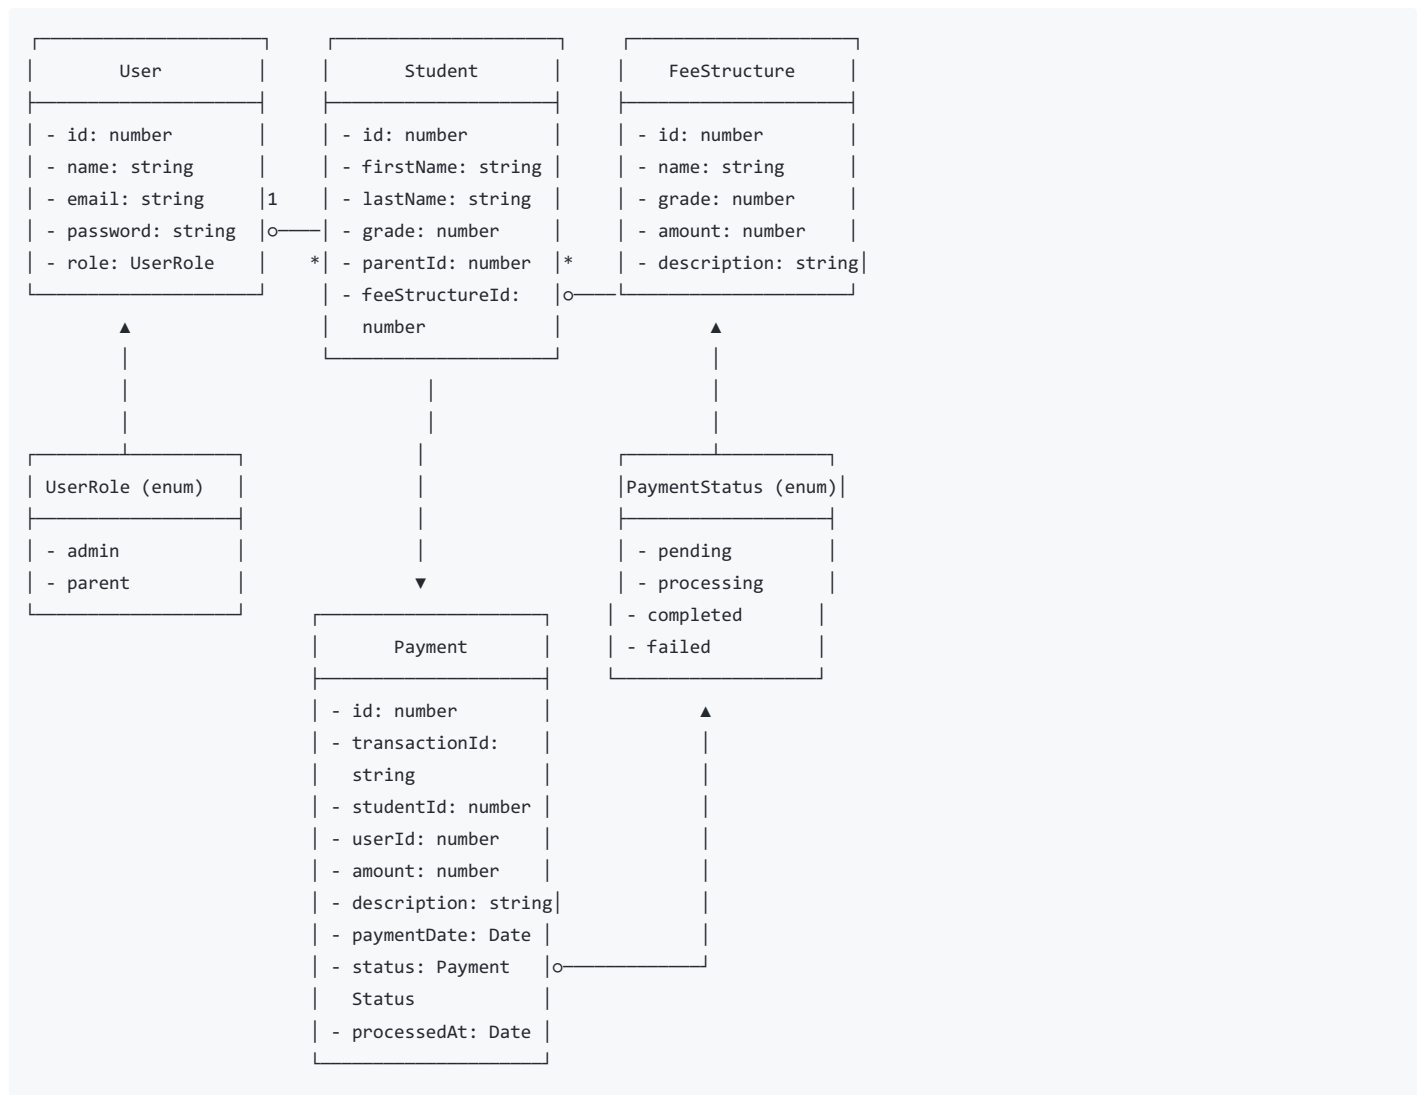 User
- id: number
- name: string
- email: string
- password: string
- role: UserRole
1
*
Student
- id: number
- firstName: string
- lastName: string
- grade: number
- parentId: number
- feeStructureId:
number
*
FeeStructure
- id: number
- name: string
- grade: number
- amount: number
- description: string
UserRole (enum)
- admin
- parent
PaymentStatus (enum)
- pending
- processing
- completed
- failed
Payment
- id: number
- transactionId:
string
- studentId: number
- userId: number
- amount: number
- description: string
- paymentDate: Date
- status: Payment
Status
- processedAt: Date